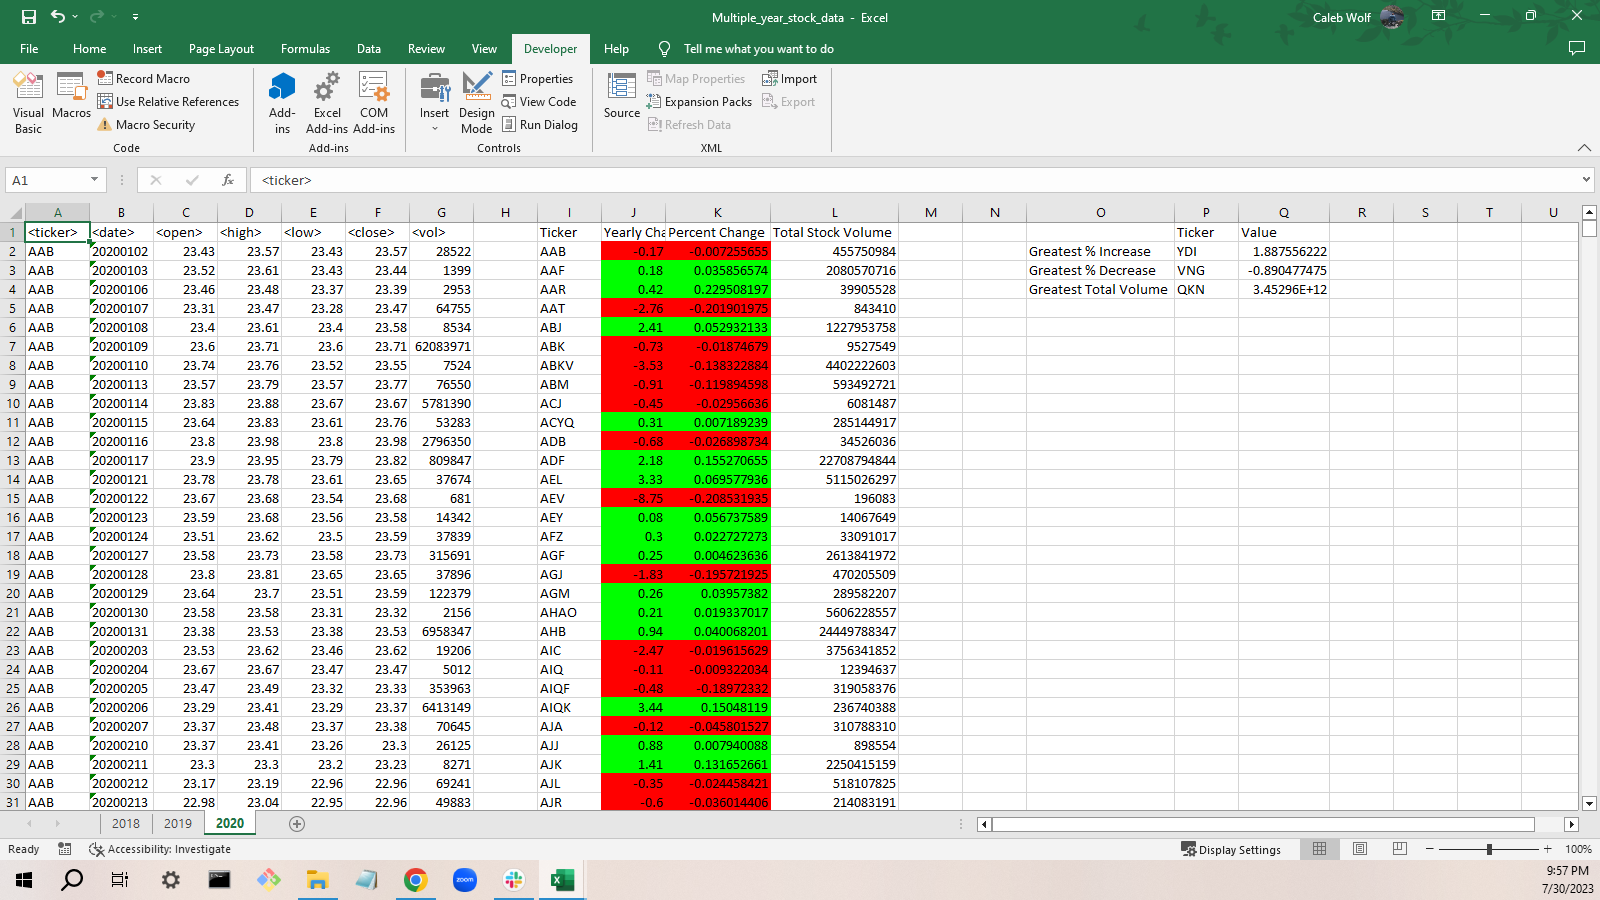 Multiple_year_stock_data - Excel
Caleb Wolf
File Home Insert Page Layout Formulas Data Review View Developer Help Tell me what you want to do
Visual Basic
Macros
Record Macro
Use Relative References
Macro Security
Code
Add-ins
Excel Add-ins
COM Add-ins
Add-ins
Insert
Design Mode
Properties
View Code
Run Dialog
Controls
Source
Map Properties
Expansion Packs
Refresh Data
Import
Export
XML
A1 fx <ticker>
A B C D E F G H I J K L M N O P Q R S T U
1 <ticker> <date> <open> <high> <low> <close> <vol> Ticker Yearly Cha Percent Change Total Stock Volume Ticker Value
2 AAB 20200102 23.43 23.57 23.43 23.57 28522 AAB -0.17 -0.007255655 455750984 Greatest % Increase YDI 1.887556222
3 AAB 20200103 23.52 23.61 23.43 23.44 1399 AAF 0.18 0.035856574 2080570716 Greatest % Decrease VNG -0.890477475
4 AAB 20200106 23.46 23.48 23.37 23.39 2953 AAR 0.42 0.229508197 39905528 Greatest Total Volume QKN 3.45296E+12
5 AAB 20200107 23.31 23.47 23.28 23.47 64755 AAT -2.76 -0.201901975 843410
6 AAB 20200108 23.4 23.61 23.4 23.58 8534 ABJ 2.41 0.052932133 1227953758
7 AAB 20200109 23.6 23.71 23.6 23.71 62083971 ABK -0.73 -0.01874679 9527549
8 AAB 20200110 23.74 23.76 23.52 23.55 7524 ABKV -3.53 -0.138322884 4402222603
9 AAB 20200113 23.57 23.79 23.57 23.77 76550 ABM -0.91 -0.119894598 593492721
10 AAB 20200114 23.83 23.88 23.67 23.67 5781390 ACJ -0.45 -0.02956636 6081487
11 AAB 20200115 23.64 23.83 23.61 23.76 53283 ACYQ 0.31 0.007189239 285144917
12 AAB 20200116 23.8 23.98 23.8 23.98 2796350 ADB -0.68 -0.026898734 34526036
13 AAB 20200117 23.9 23.95 23.79 23.82 809847 ADF 2.18 0.155270655 22708794844
14 AAB 20200121 23.78 23.78 23.61 23.65 37674 AEL 3.33 0.069577936 5115026297
15 AAB 20200122 23.67 23.68 23.54 23.68 681 AEV -8.75 -0.208531935 196083
16 AAB 20200123 23.59 23.68 23.56 23.58 14342 AEY 0.08 0.056737589 14067649
17 AAB 20200124 23.51 23.62 23.5 23.59 37839 AFZ 0.3 0.022727273 33091017
18 AAB 20200127 23.58 23.73 23.58 23.73 315691 AGF 0.25 0.004623636 2613841972
19 AAB 20200128 23.8 23.81 23.65 23.65 37896 AGJ -1.83 -0.195721925 470205509
20 AAB 20200129 23.64 23.7 23.51 23.59 122379 AGM 0.26 0.03957382 289582207
21 AAB 20200130 23.58 23.58 23.31 23.32 2156 AHAO 0.21 0.019337017 5606228557
22 AAB 20200131 23.38 23.53 23.38 23.53 6958347 AHB 0.94 0.040068201 24449788347
23 AAB 20200203 23.53 23.62 23.46 23.62 19206 AIC -2.47 -0.019615629 3756341852
24 AAB 20200204 23.67 23.67 23.47 23.47 5012 AIQ -0.11 -0.009322034 12394637
25 AAB 20200205 23.47 23.49 23.32 23.33 353963 AIQF -0.48 -0.18972332 319058376
26 AAB 20200206 23.29 23.41 23.29 23.37 6413149 AIQK 3.44 0.15048119 236740388
27 AAB 20200207 23.37 23.48 23.37 23.38 70645 AJA -0.12 -0.045801527 310788310
28 AAB 20200210 23.37 23.41 23.26 23.3 26125 AJJ 0.88 0.007940088 898554
29 AAB 20200211 23.3 23.3 23.2 23.23 8271 AJK 1.41 0.131652661 2250415159
30 AAB 20200212 23.17 23.19 22.96 22.96 69241 AJL -0.35 -0.024458421 518107825
31 AAB 20200213 22.98 23.04 22.95 22.96 49883 AJR -0.6 -0.036014406 214083191
2018 2019 2020
Ready Accessibility: Investigate Display Settings 100%
zoom
9:57 PM
7/30/2023